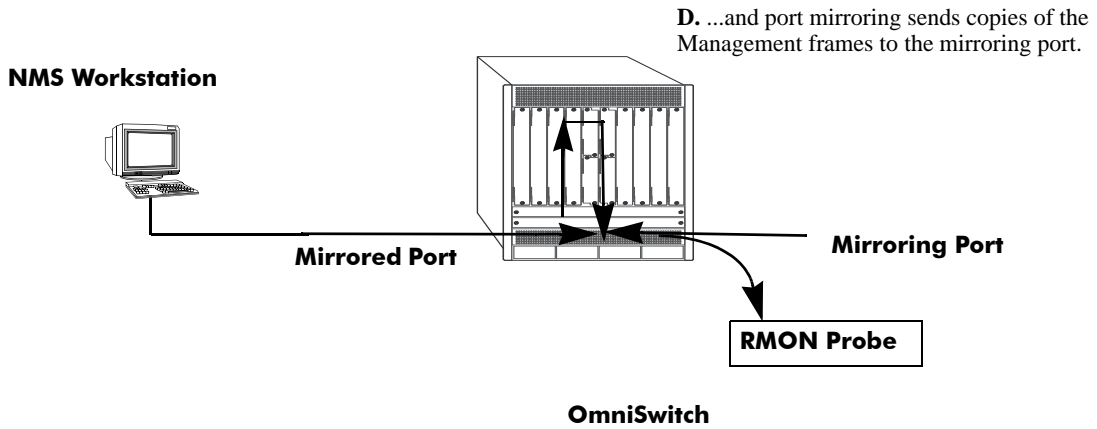 D. ...and port mirroring sends copies of the
Management frames to the mirroring port.
NMS Workstation
Mirrored Port
Mirroring Port
RMON Probe
OmniSwitch